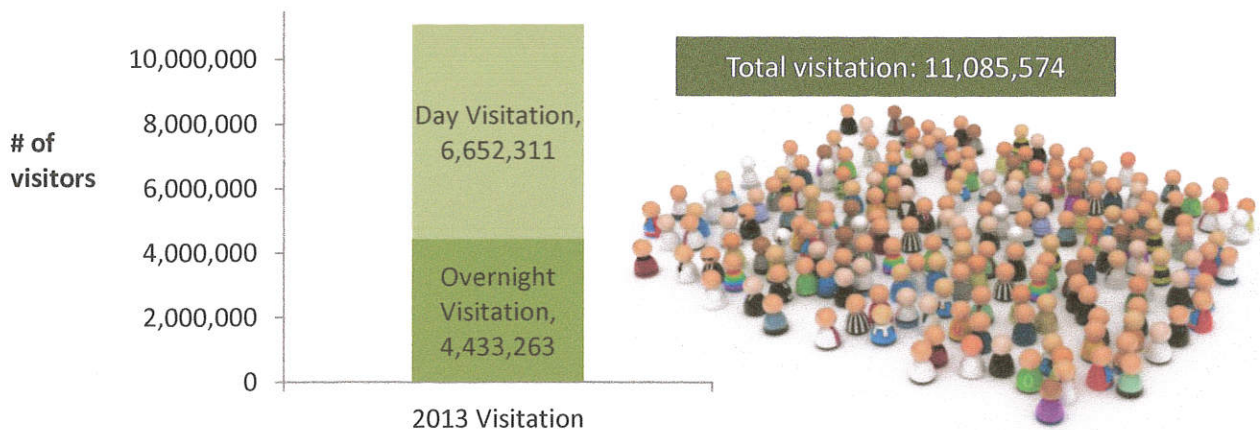 Total visitation: 11,085,574
# of
visitors
10,000,000
8,000,000
6,000,000
4,000,000
2,000,000
0
Day Visitation,
6,652,311
Overnight
Visitation,
4,433,263
2013 Visitation